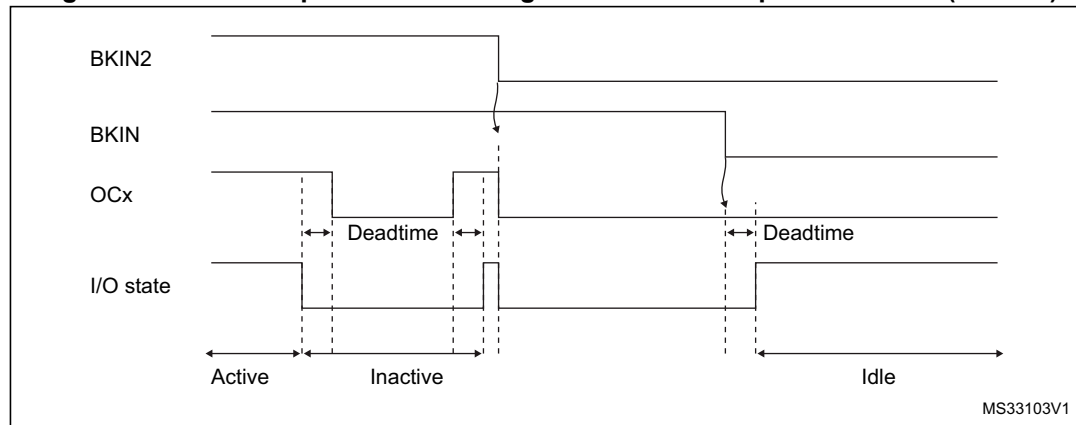 BKIN2
BKIN
OCx
Deadtime
Deadtime
I/O state
Active
Inactive
Idle
MS33103V1